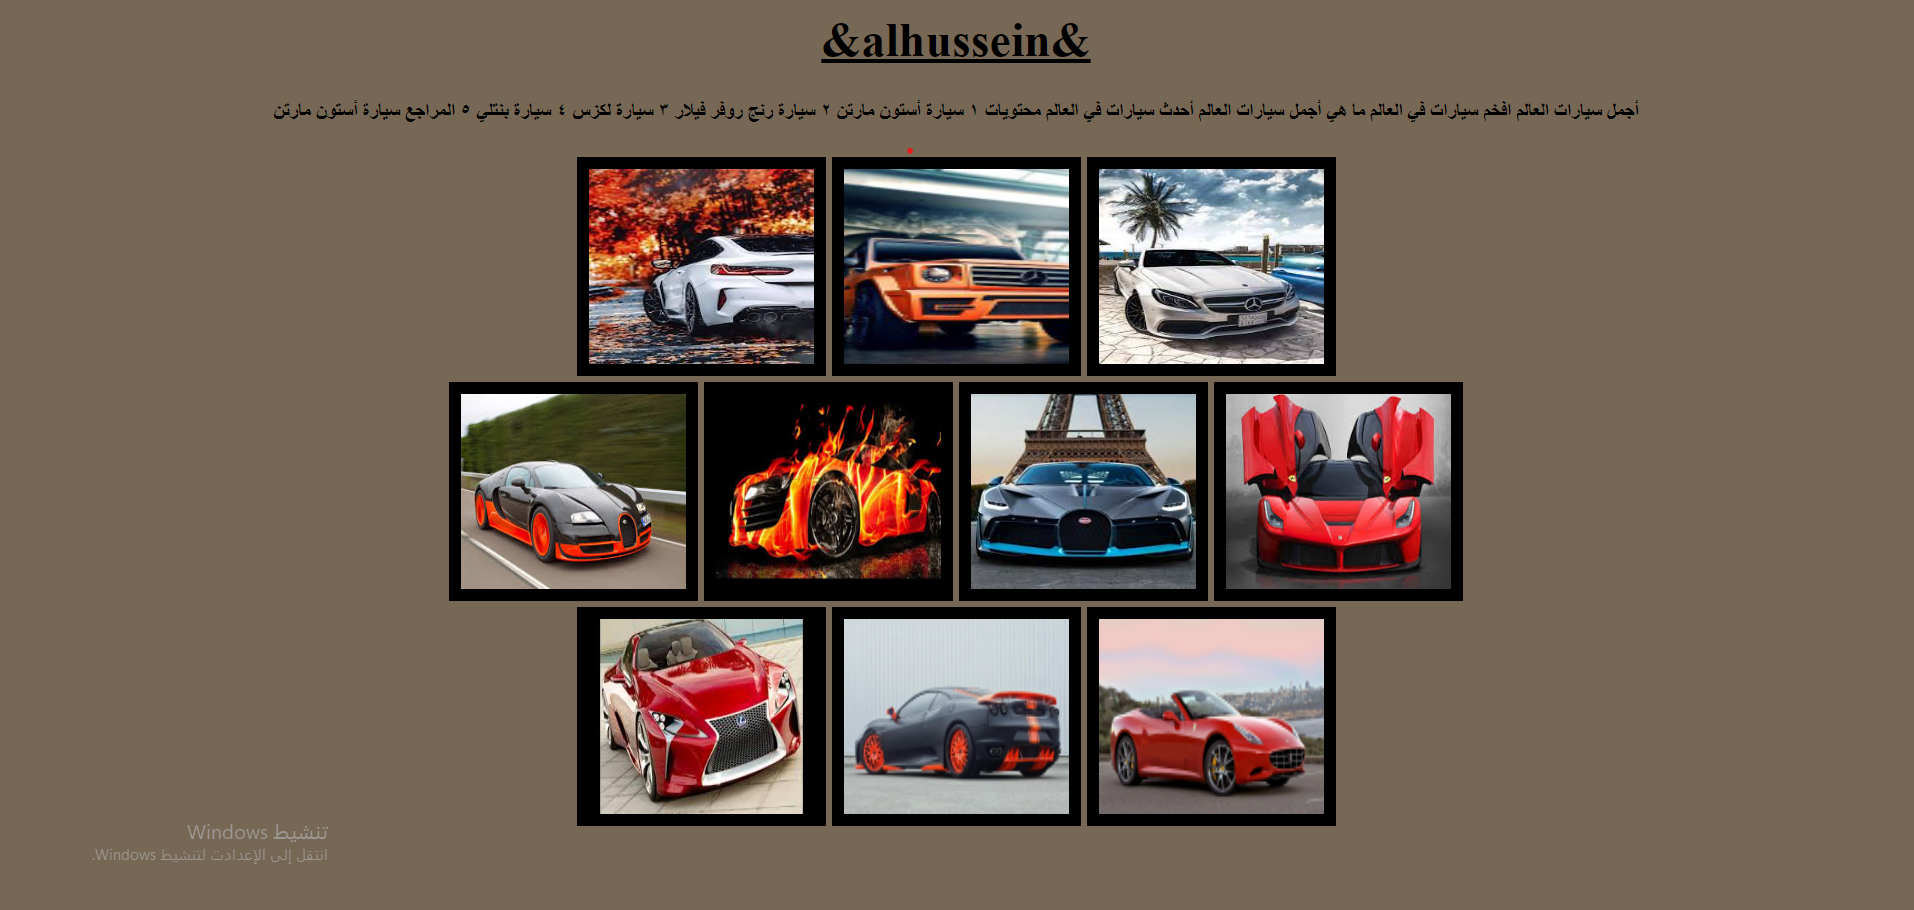 &alhussein&
أجمل سيارات العالم افخم سيارات في العالم ما هي أجمل سيارات العالم أحدث سيارات في العالم محتويات ١ سيارة أستون مارتن ٢ سيارة رنج روفر فيلار ٣ سيارة لكزس ٤ سيارة بنتلي ٥ المراجع سيارة أستون مارتن
تنشيط Windows
انتقل إلى الإعدادت لتنشيط Windows.